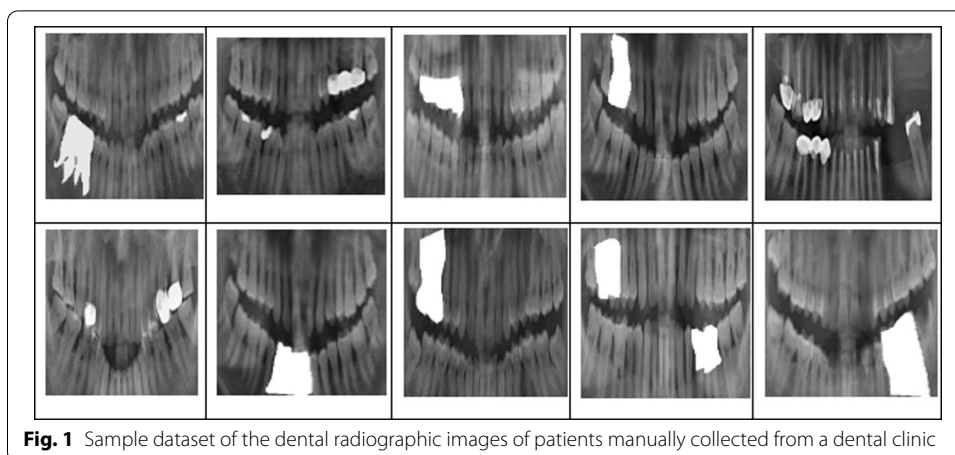 Fig. 1 Sample dataset of the dental radiographic images of patients manually collected from a dental clinic